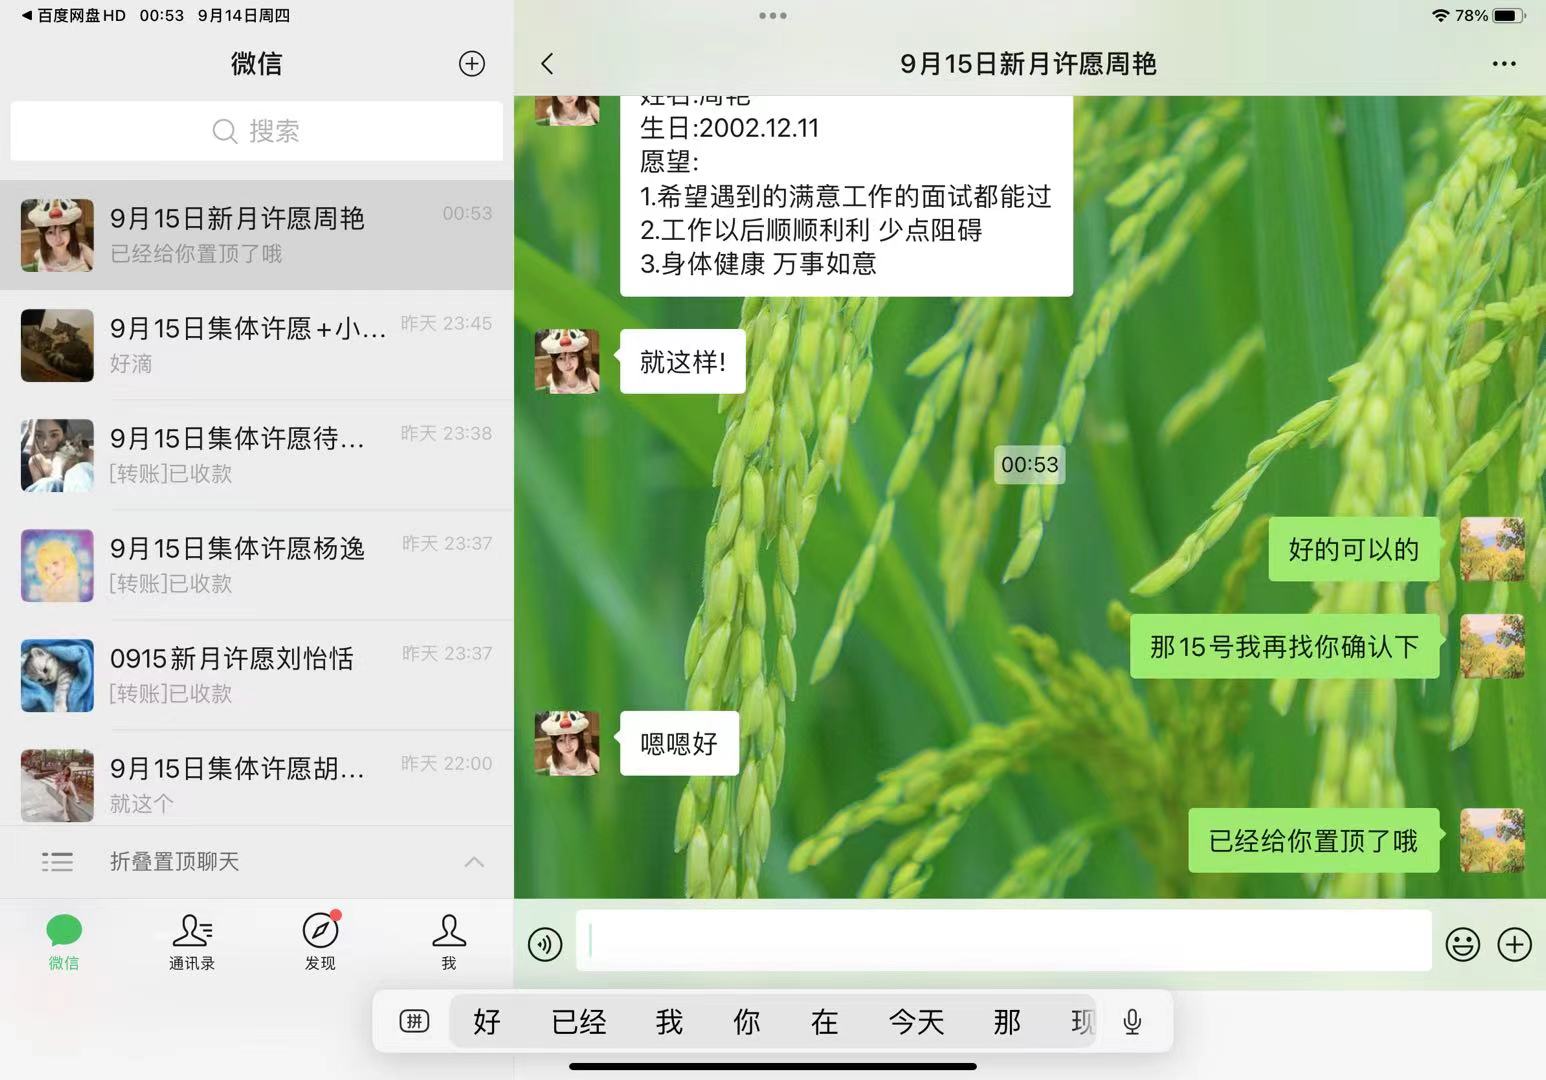 百度网盘HD 00:53 9月14日周四
78%
微信
搜索
9月15日新月许愿周艳
00:53
已经给你置顶了哦
9月15日集体许愿+小...
昨天 23:45
好滴
9月15日集体许愿待...
昨天 23:38
[转账]已收款
9月15日集体许愿杨逸
昨天 23:37
[转账]已收款
0915新月许愿刘怡恬
昨天 23:37
[转账]已收款
9月15日集体许愿胡...
昨天 22:00
就这个
折叠置顶聊天
微信
通讯录
发现
我
9月15日新月许愿周艳
姓名:周艳
生日:2002.12.11
愿望:
1.希望遇到的满意工作的面试都能过
2.工作以后顺顺利利 少点阻碍
3.身体健康 万事如意
就这样!
00:53
好的可以的
那15号我再找你确认下
嗯嗯好
已经给你置顶了哦
拼 好 已经 我 你 在 今天 那 现